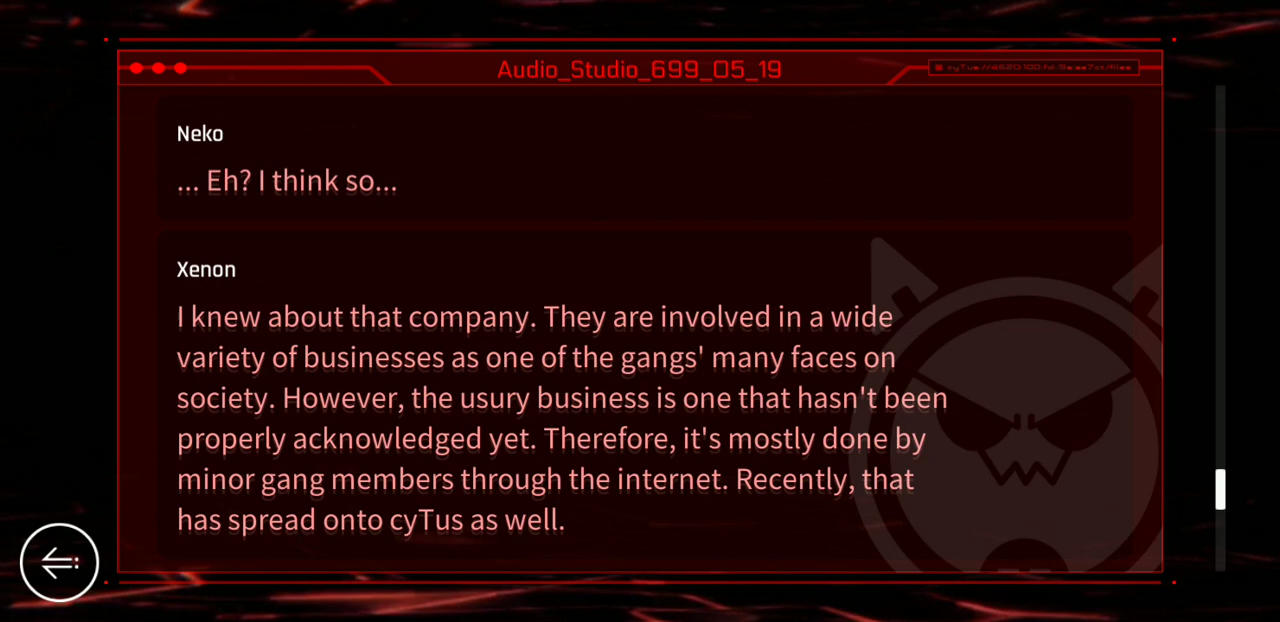 Audio_Studio_699_05_19
Neko
... Eh? I think so...
Xenon
I knew about that company. They are involved in a wide
variety of businesses as one of the gangs' many faces on
society. However, the usury business is one that hasn't been
properly acknowledged yet. Therefore, it's mostly done by
minor gang members through the internet. Recently, that
has spread onto cyTus as well.